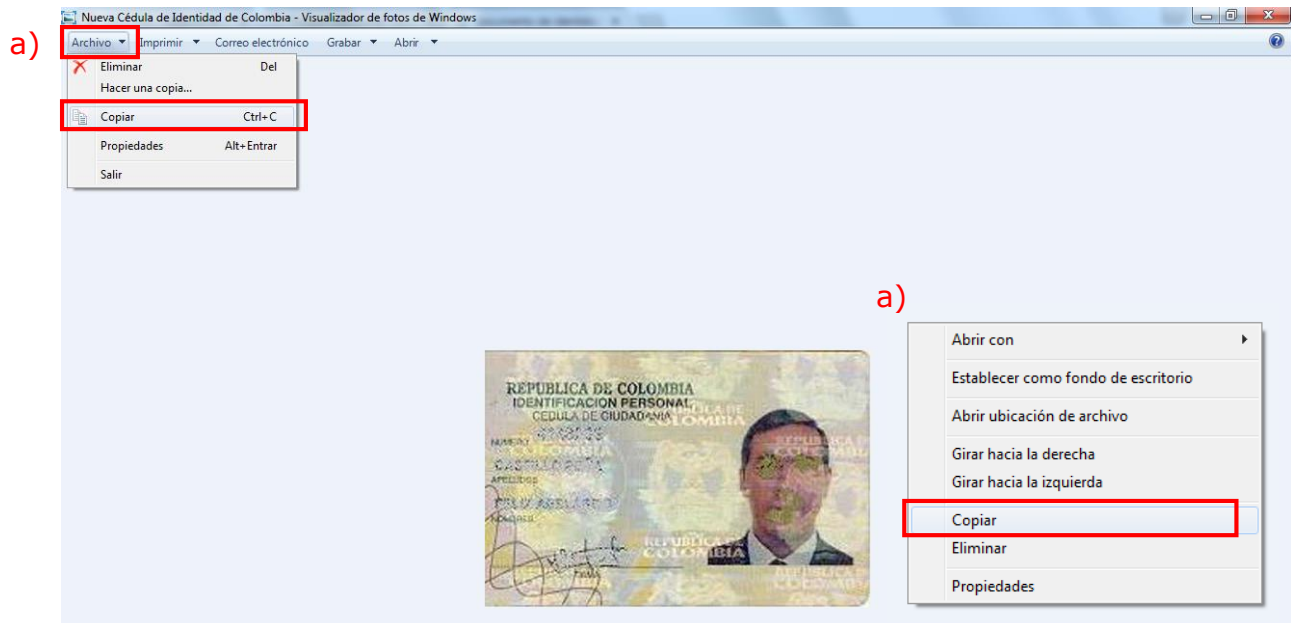 Nueva Cédula de Identidad de Colombia - Visualizador de fotos de Windows
a)
Archivo Imprimir Correo electrónico Grabar Abrir
Eliminar Del
Hacer una copia...
Copiar Ctrl+C
Propiedades Alt+Entrar
Salir
a)
Abrir con
Establecer como fondo de escritorio
Abrir ubicación de archivo
Girar hacia la derecha
Girar hacia la izquierda
Copiar
Eliminar
Propiedades
REPUBLICA DE COLOMBIA
IDENTIFICACION PERSONAL
CEDULA DE CIUDADANIA
NUMERO
APELLIDOS
REPUBLICA DE
COLOMBIA